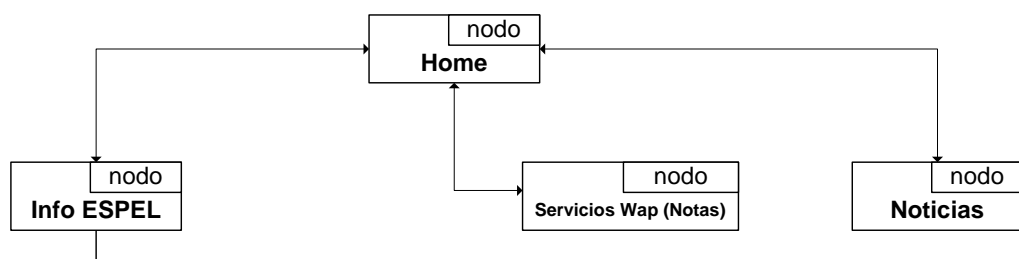 nodo
Home
nodo
Info ESPEL
nodo
Servicios Wap (Notas)
nodo
Noticias